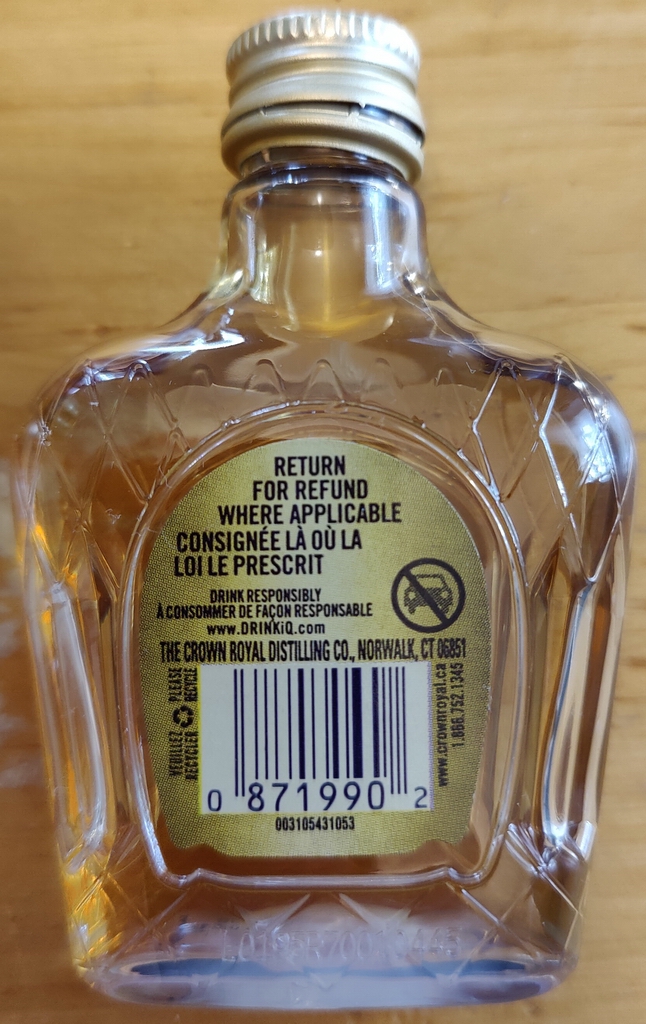 RETURN
FOR REFUND
WHERE APPLICABLE
CONSIGNÉE LÀ OÙ LA
LOI LE PRESCRIT
DRINK RESPONSIBLY
À CONSOMMER DE FAÇON RESPONSABLE
www.DRINKiQ.com
THE CROWN ROYAL DISTILLING CO., NORWALK, CT 06851
PLEASE
RECYCLE
VEUILLEZ
RECYCLER
www.crownroyal.ca
1.866.752.1345
0 871990 2
003105431053